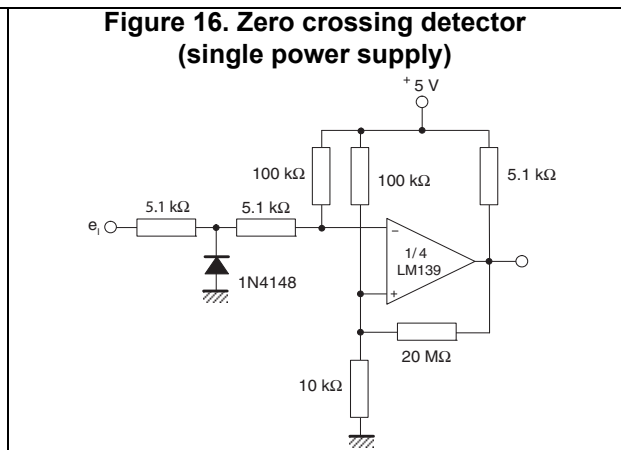 Figure 16. Zero crossing detector
(single power supply)
+ 5 V
100 kΩ
100 kΩ
5.1 kΩ
5.1 kΩ
5.1 kΩ
eI
−
1/4
LM139
1N4148
+
20 MΩ
10 kΩ